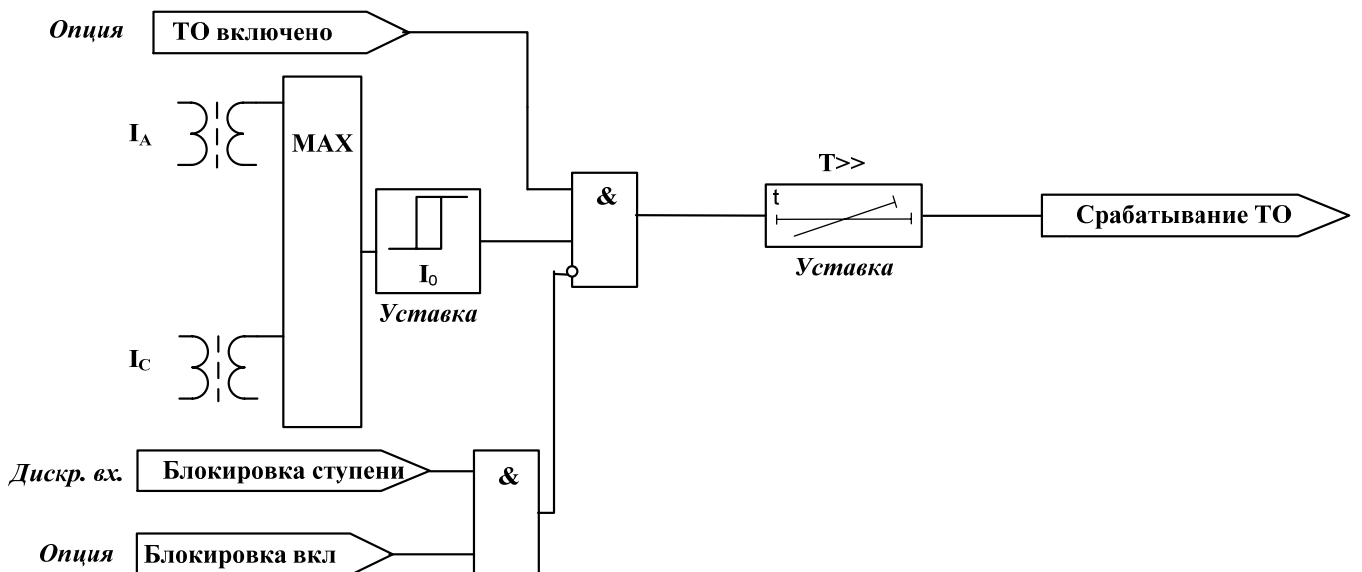 Опция
ТО включено
I_A
MAX
I_0
Уставка
&
T>>
t
Уставка
Срабатывание ТО
I_C
Дискр. вх.
Блокировка ступени
&
Опция
Блокировка вкл